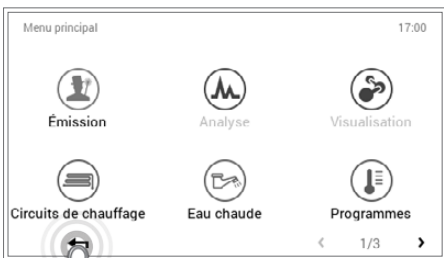 Menu principal 17:00
Émission Analyse Visualisation
Circuits de chauffage Eau chaude Programmes
< 1/3 >